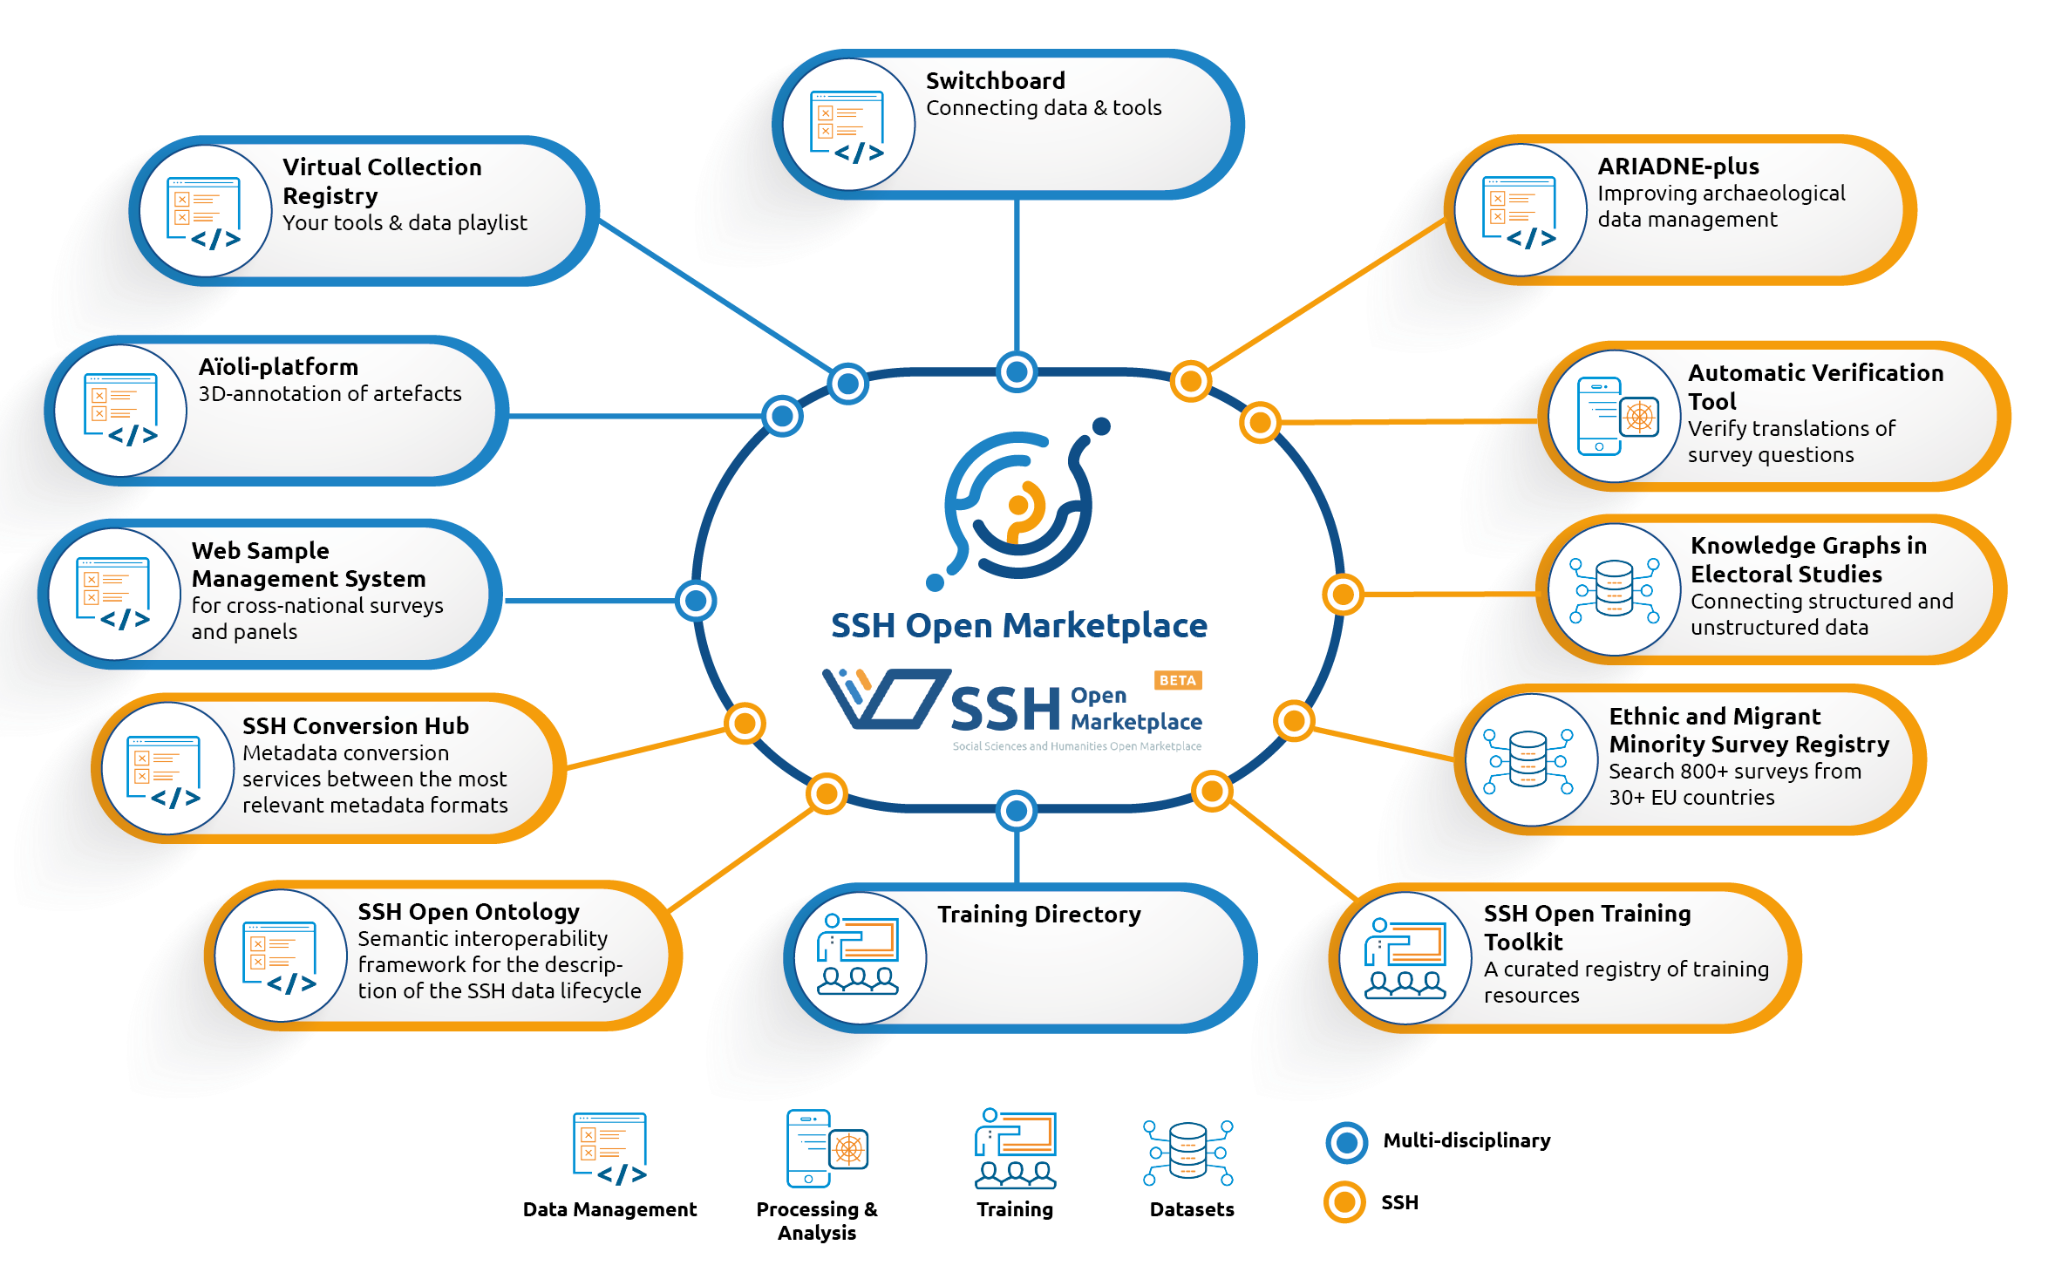 Switchboard
Connecting data & tools
Virtual Collection
Registry
Your tools & data playlist
ARIADNE-plus
Improving archaeological
data management
Aïoli-platform
3D-annotation of artefacts
Automatic Verification
Tool
Verify translations of
survey questions
Web Sample
Management System
for cross-national surveys
and panels
Knowledge Graphs in
Electoral Studies
Connecting structured and
unstructured data
SSH Open Marketplace
BETA
SSH Open
Marketplace
Social Sciences and Humanities Open Marketplace
SSH Conversion Hub
Metadata conversion
services between the most
relevant metadata formats
Ethnic and Migrant
Minority Survey Registry
Search 800+ surveys from
30+ EU countries
SSH Open Ontology
Semantic interoperability
framework for the descrip-
tion of the SSH data lifecycle
Training Directory
SSH Open Training
Toolkit
A curated registry of training
resources
Data Management
Processing &
Analysis
Training
Datasets
Multi-disciplinary
SSH